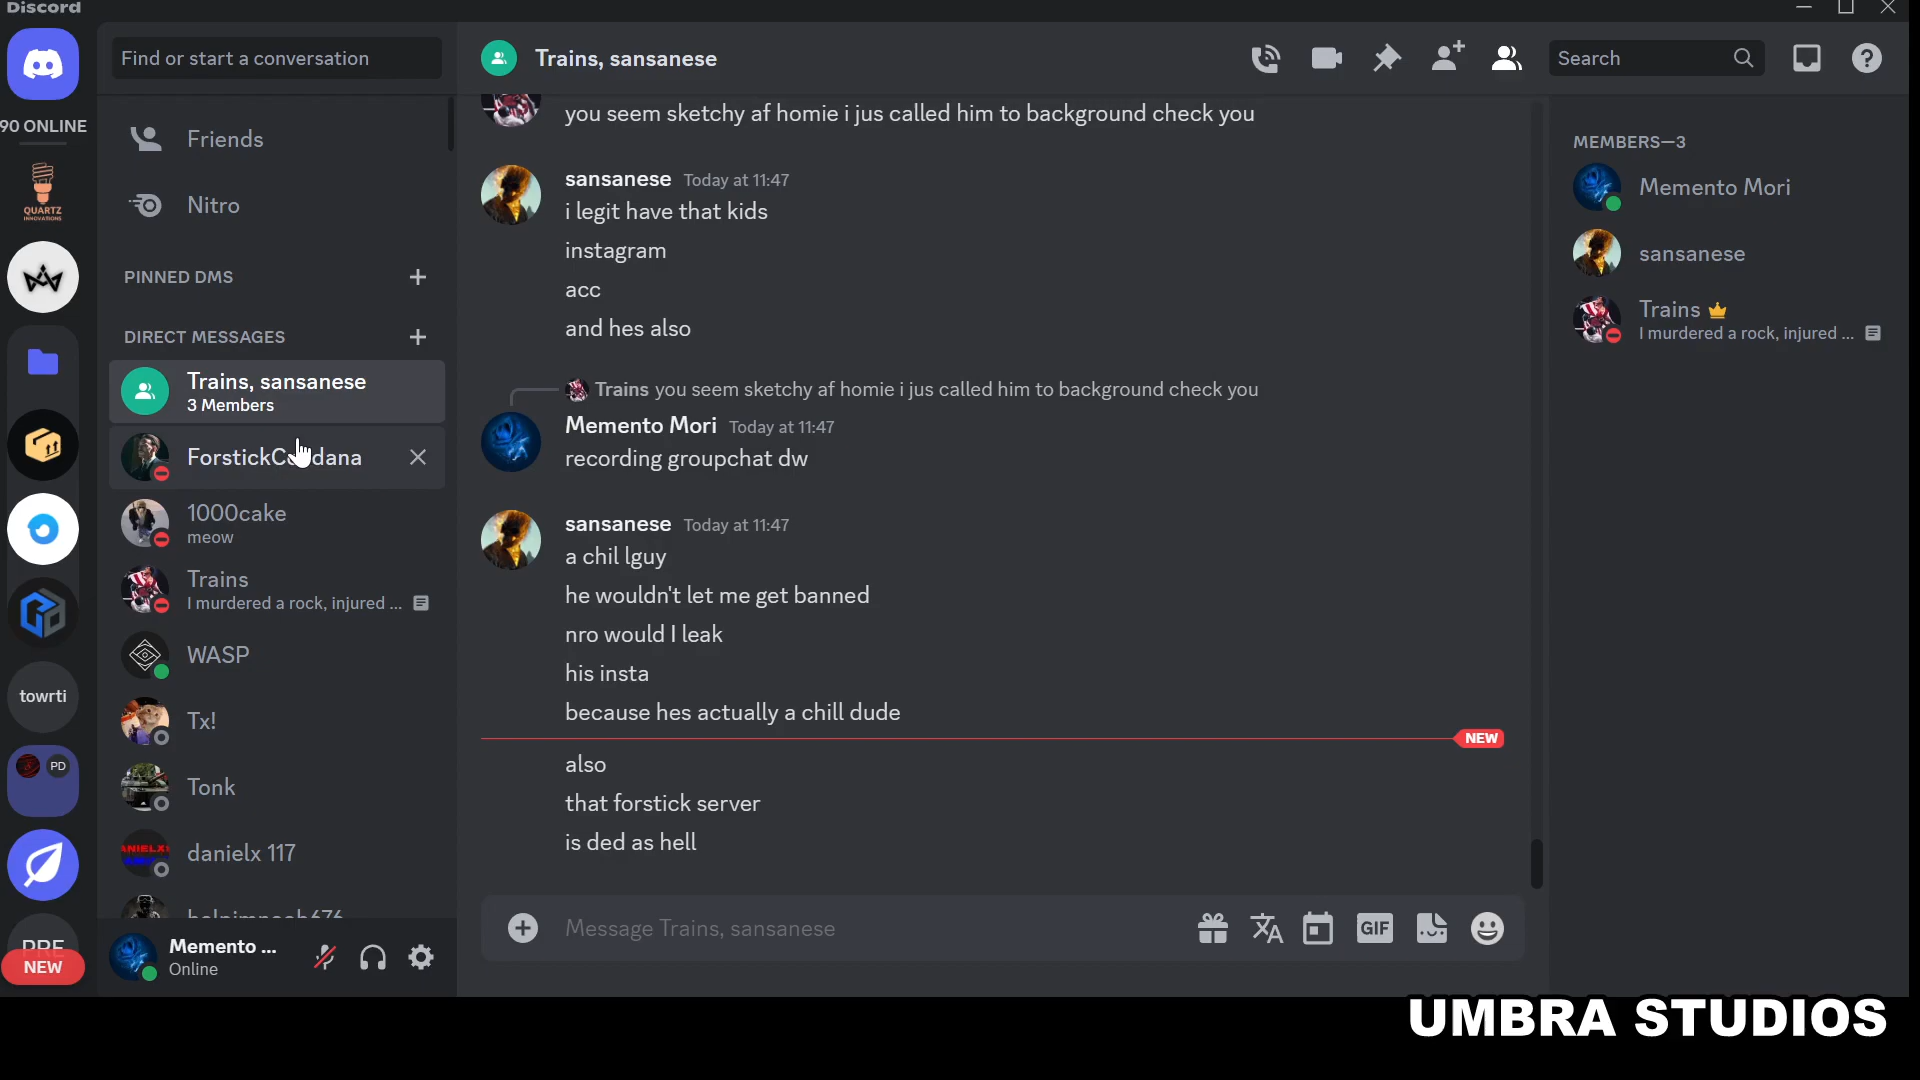 Discord
Find or start a conversation
Trains, sansanese
Search
90 ONLINE
QUARTZ
INNOVATIONS
towrti
PD
PRE
NEW
Friends
Nitro
PINNED DMS
DIRECT MESSAGES
Trains, sansanese
3 Members
1000cake
meow
Trains
I murdered a rock, injured ...
WASP
Tx!
Tonk
danielx 117
Memento ...
Online
you seem sketchy af homie i jus called him to background check you
sansanese Today at 11:47
i legit have that kids
instagram
acc
and hes also
Trains you seem sketchy af homie i jus called him to background check you
Memento Mori Today at 11:47
recording groupchat dw
sansanese Today at 11:47
a chil lguy
he wouldn't let me get banned
nro would I leak
his insta
because hes actually a chill dude
NEW
also
that forstick server
is ded as hell
Message Trains, sansanese
GIF
MEMBERS—3
Memento Mori
sansanese
Trains
I murdered a rock, injured ...
UMBRA STUDIOS